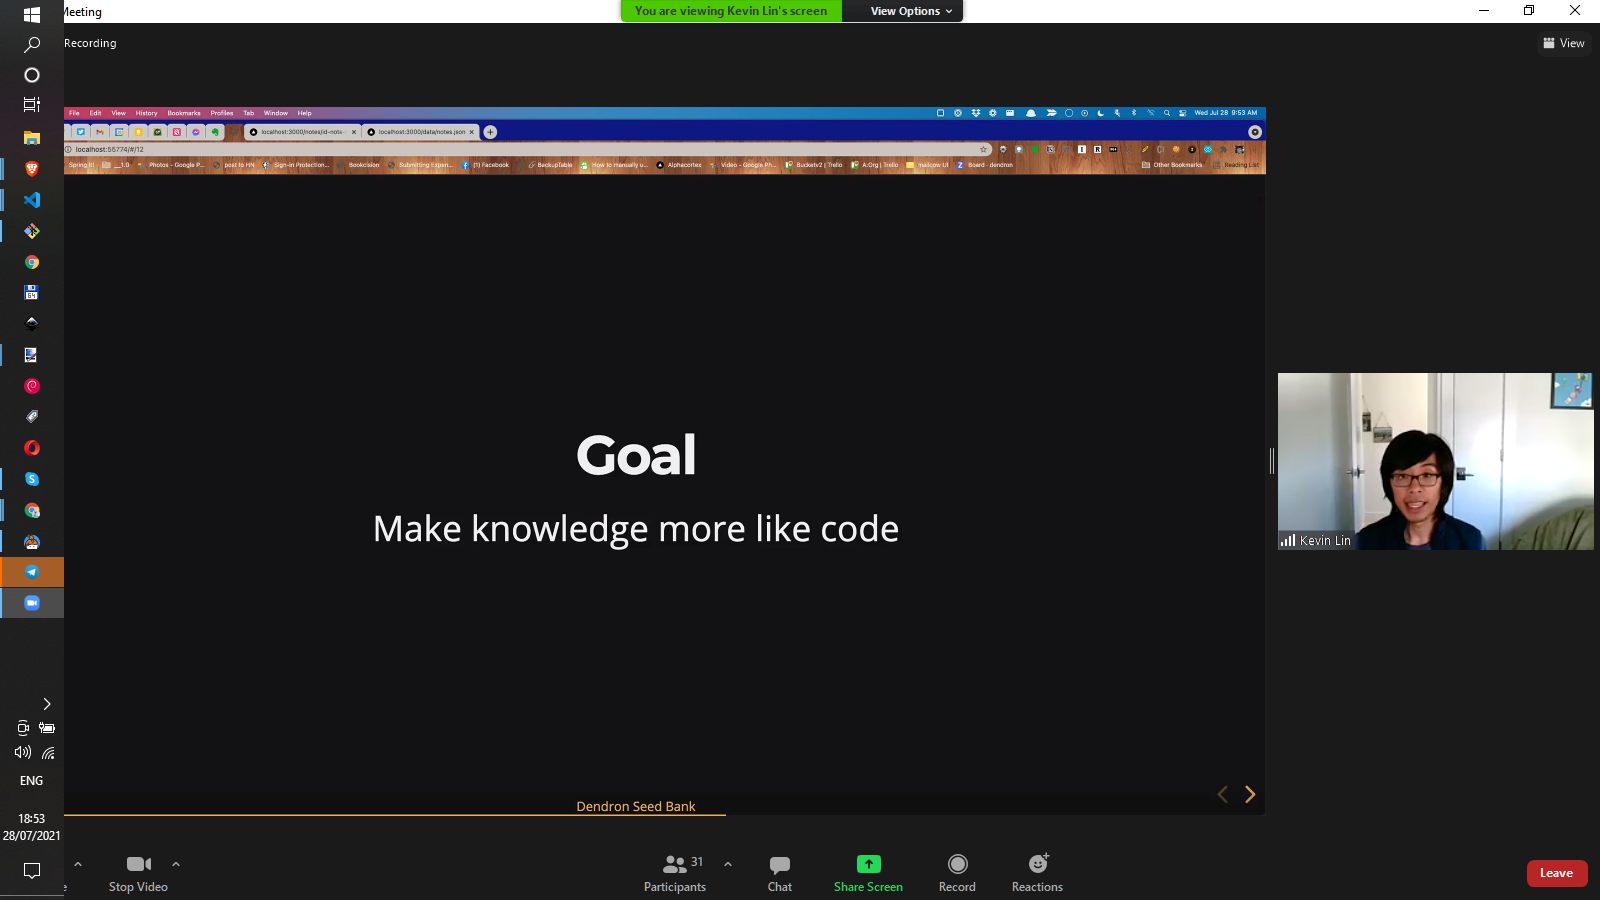 Meeting
You are viewing Kevin Lin's screen
View Options
Recording
View
File Edit View History Bookmarks Profiles Tab Window Help
Wed Jul 28 9:53 AM
localhost:3000/notes/id-note
localhost:3000/data/notes.json
localhost:55774/#/12
Spring It!
__1.0
Photos - Google P...
post to HN
Sign-in Protection...
Bookcision
Submitting Expen...
(1) Facebook
BackupTable
How to manually u...
Alphacortex
Video - Google Ph...
Bucketv2 | Trello
A:Org | Trello
mailcow UI
Board - dendron
Other Bookmarks
Reading List
Goal
Make knowledge more like code
Kevin Lin
Dendron Seed Bank
64
ENG
18:53
28/07/2021
Stop Video
31
Participants
Chat
Share Screen
Record
Reactions
Leave